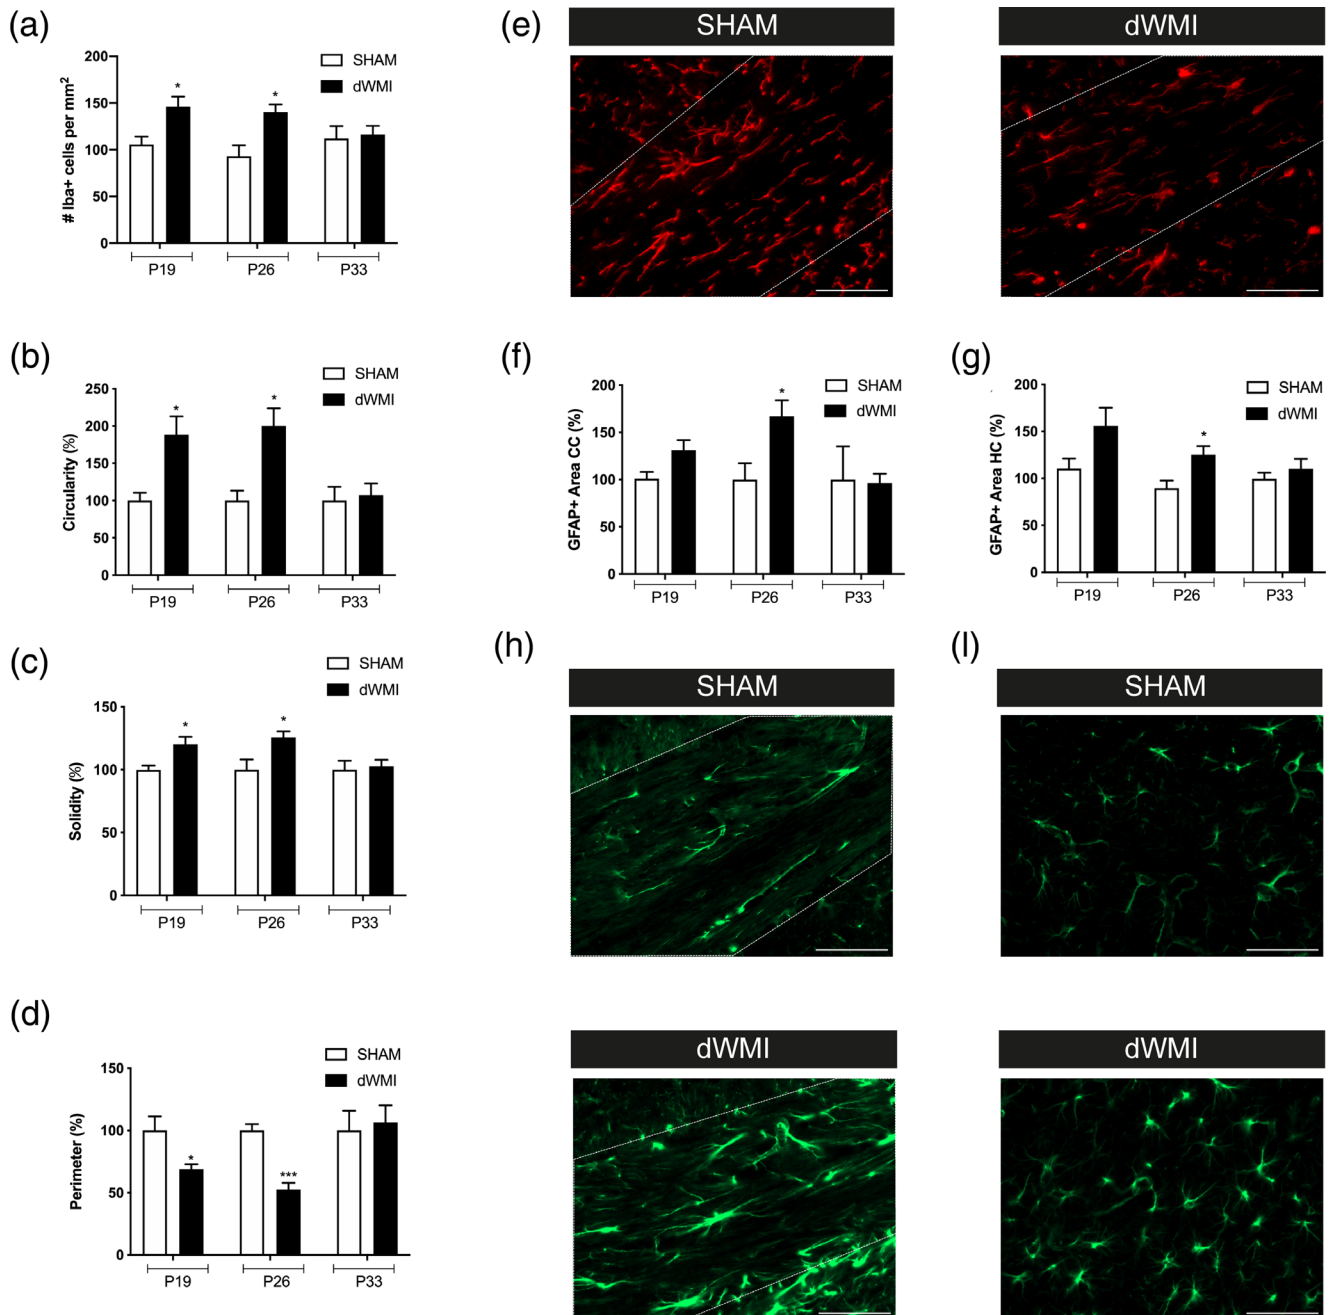 (a)
SHAM
dWMI
# Iba+ cells per mm²
200
150
100
50
0
*
*
P19
P26
P33
(e)
SHAM
dWMI
(b)
SHAM
dWMI
Circularity (%)
250
200
150
100
50
0
*
*
P19
P26
P33
(f)
SHAM
dWMI
GFAP+ Area CC (%)
200
150
100
50
0
*
P19
P26
P33
(g)
SHAM
dWMI
GFAP+ Area HC (%)
200
150
100
50
0
*
P19
P26
P33
(c)
SHAM
dWMI
Solidity (%)
150
100
50
0
*
*
P19
P26
P33
(h)
SHAM
(l)
SHAM
(d)
SHAM
dWMI
Perimeter (%)
150
100
50
0
*
***
P19
P26
P33
dWMI
dWMI